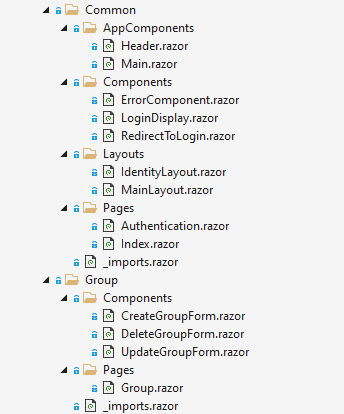 Common
AppComponents
Header.razor
Main.razor
Components
ErrorComponent.razor
LoginDisplay.razor
RedirectToLogin.razor
Layouts
IdentityLayout.razor
MainLayout.razor
Pages
Authentication.razor
Index.razor
_imports.razor
Group
Components
CreateGroupForm.razor
DeleteGroupForm.razor
UpdateGroupForm.razor
Pages
Group.razor
_imports.razor